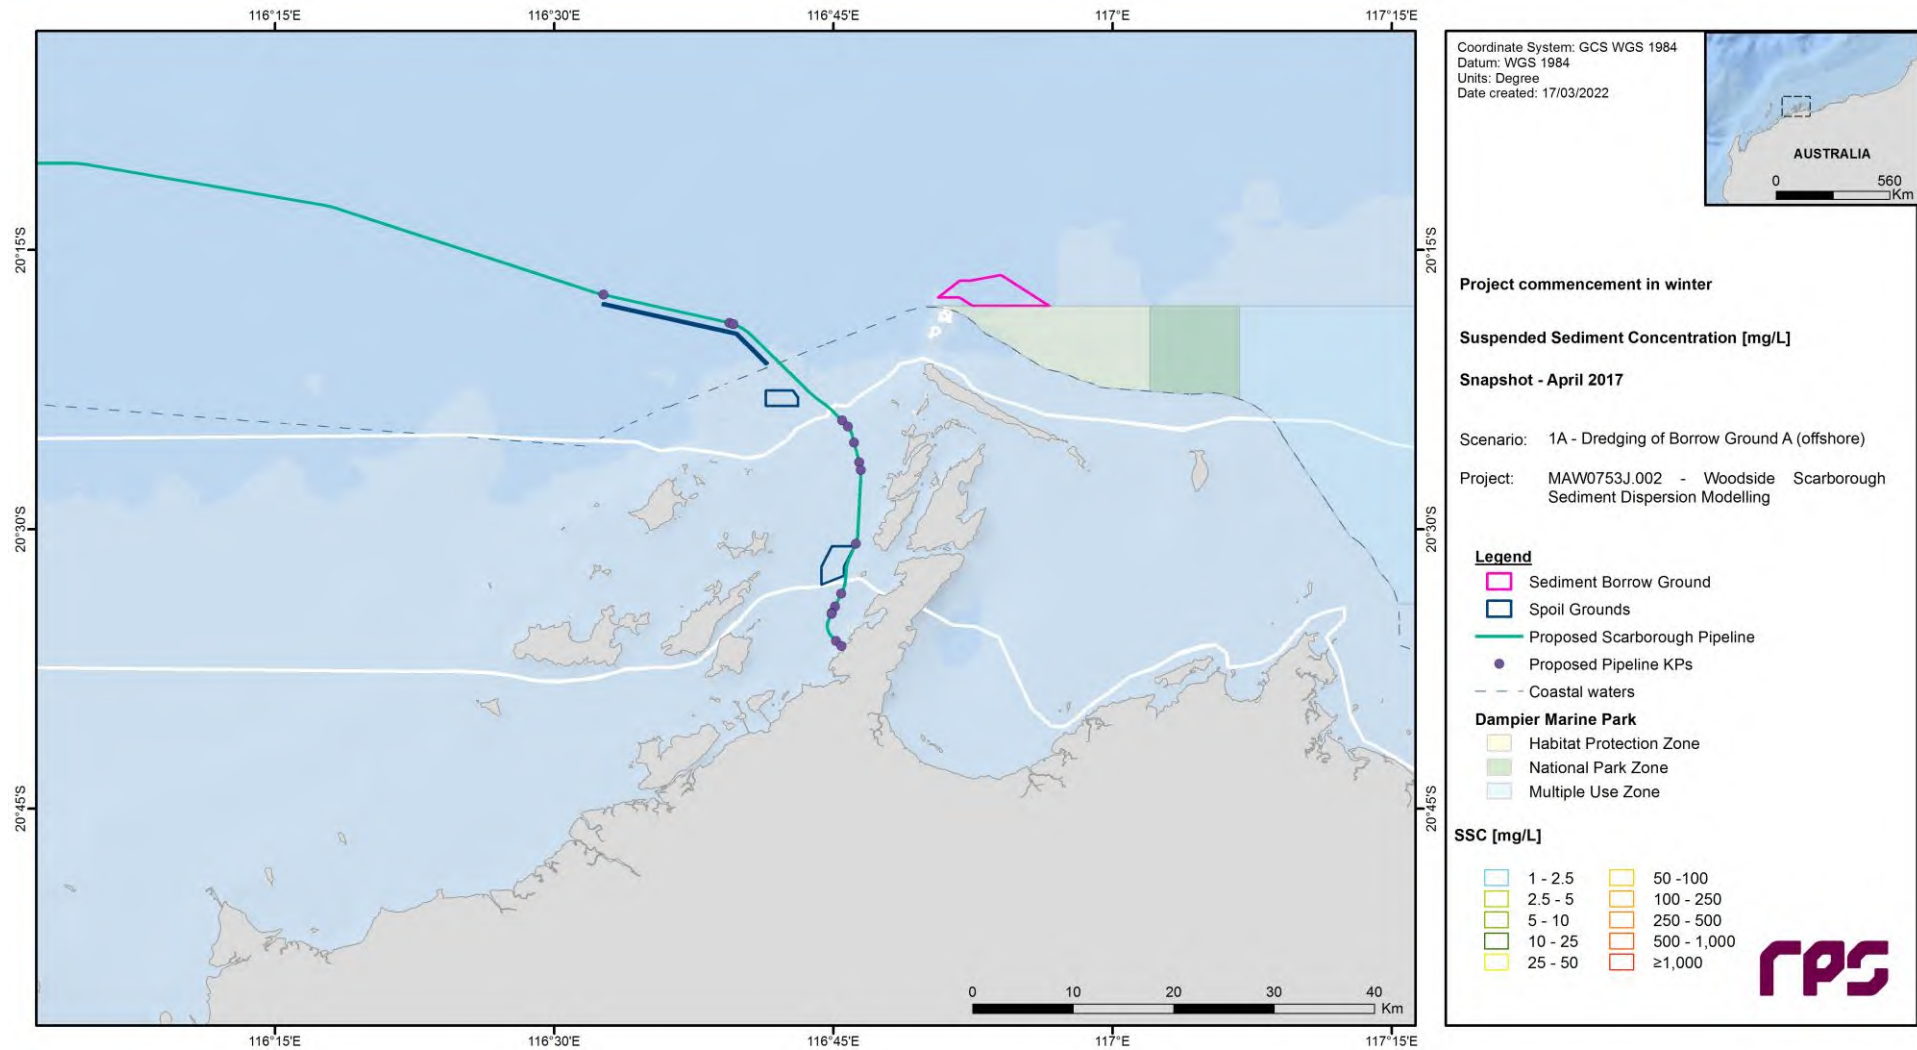 116°15'E 116°30'E 116°45'E 117°E 117°15'E
20°15'S 20°15'S
20°30'S 20°30'S
20°45'S 20°45'S
0 10 20 30 40
Km
116°15'E 116°30'E 116°45'E 117°E 117°15'E
Coordinate System: GCS WGS 1984
Datum: WGS 1984
Units: Degree
Date created: 17/03/2022
AUSTRALIA
0 560
Km
Project commencement in winter
Suspended Sediment Concentration [mg/L]
Snapshot - April 2017
Scenario: 1A - Dredging of Borrow Ground A (offshore)
Project: MAW0753J.002 - Woodside Scarborough
Sediment Dispersion Modelling
Legend
Sediment Borrow Ground
Spoil Grounds
Proposed Scarborough Pipeline
Proposed Pipeline KPs
Coastal waters
Dampier Marine Park
Habitat Protection Zone
National Park Zone
Multiple Use Zone
SSC [mg/L]
1 - 2.5 50 -100
2.5 - 5 100 - 250
5 - 10 250 - 500
10 - 25 500 - 1,000
25 - 50 ≥1,000
rps